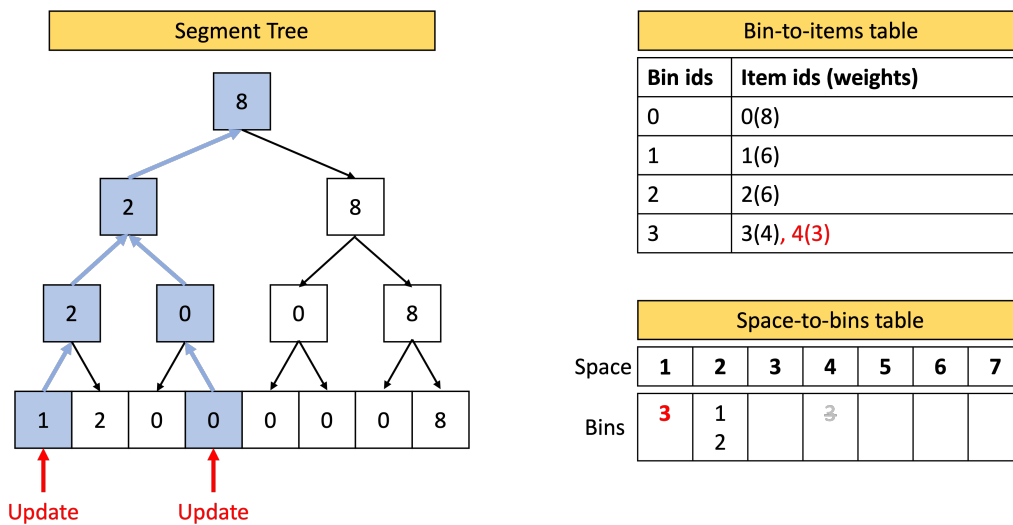 Segment Tree
8
2 8
2 0 0 8
1 2 0 0 0 0 0 8
Update Update
Bin-to-items table
Bin ids Item ids (weights)
0 0(8)
1 1(6)
2 2(6)
3 3(4), 4(3)
Space-to-bins table
Space 1 2 3 4 5 6 7
Bins 3 1 3
2